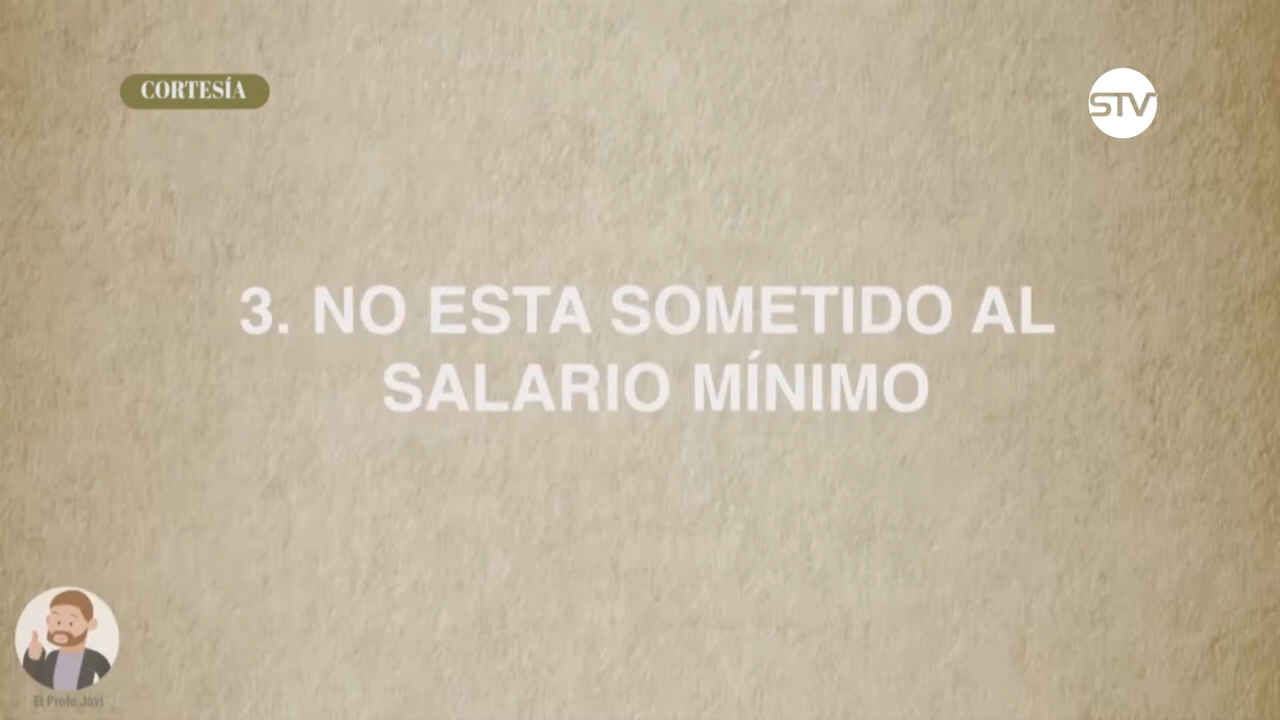 CORTESÍA
STV
3. NO ESTA SOMETIDO AL
SALARIO MÍNIMO
El Profe Javi